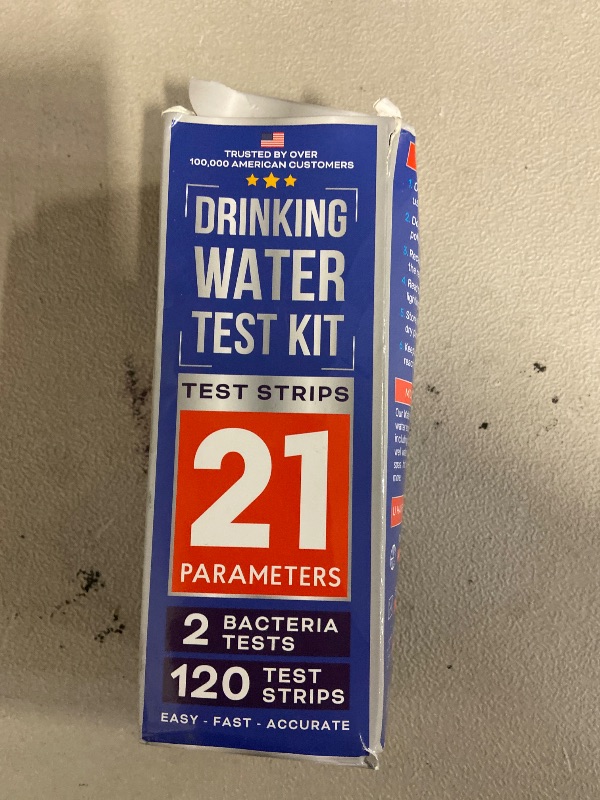 TRUSTED BY OVER
100,000 AMERICAN CUSTOMERS
DRINKING
WATER
TEST KIT
TEST STRIPS
21
PARAMETERS
2 BACTERIA
TESTS
120 TEST
STRIPS
EASY - FAST - ACCURATE